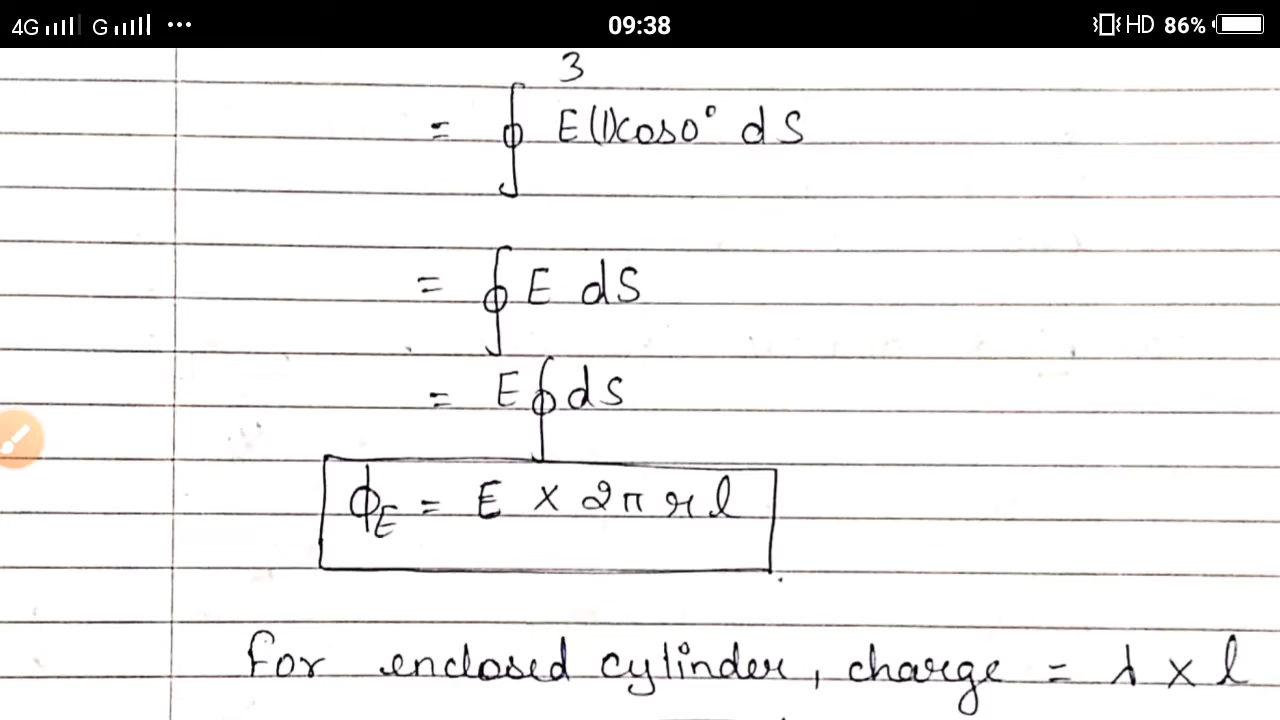 4G G ... 09:38 HD 86%
3
= ∮ E(1)cos0° dS
= ∮ E dS
= E ∮ dS
ϕE = E × 2π r l
For enclosed cylinder, charge = λ × l